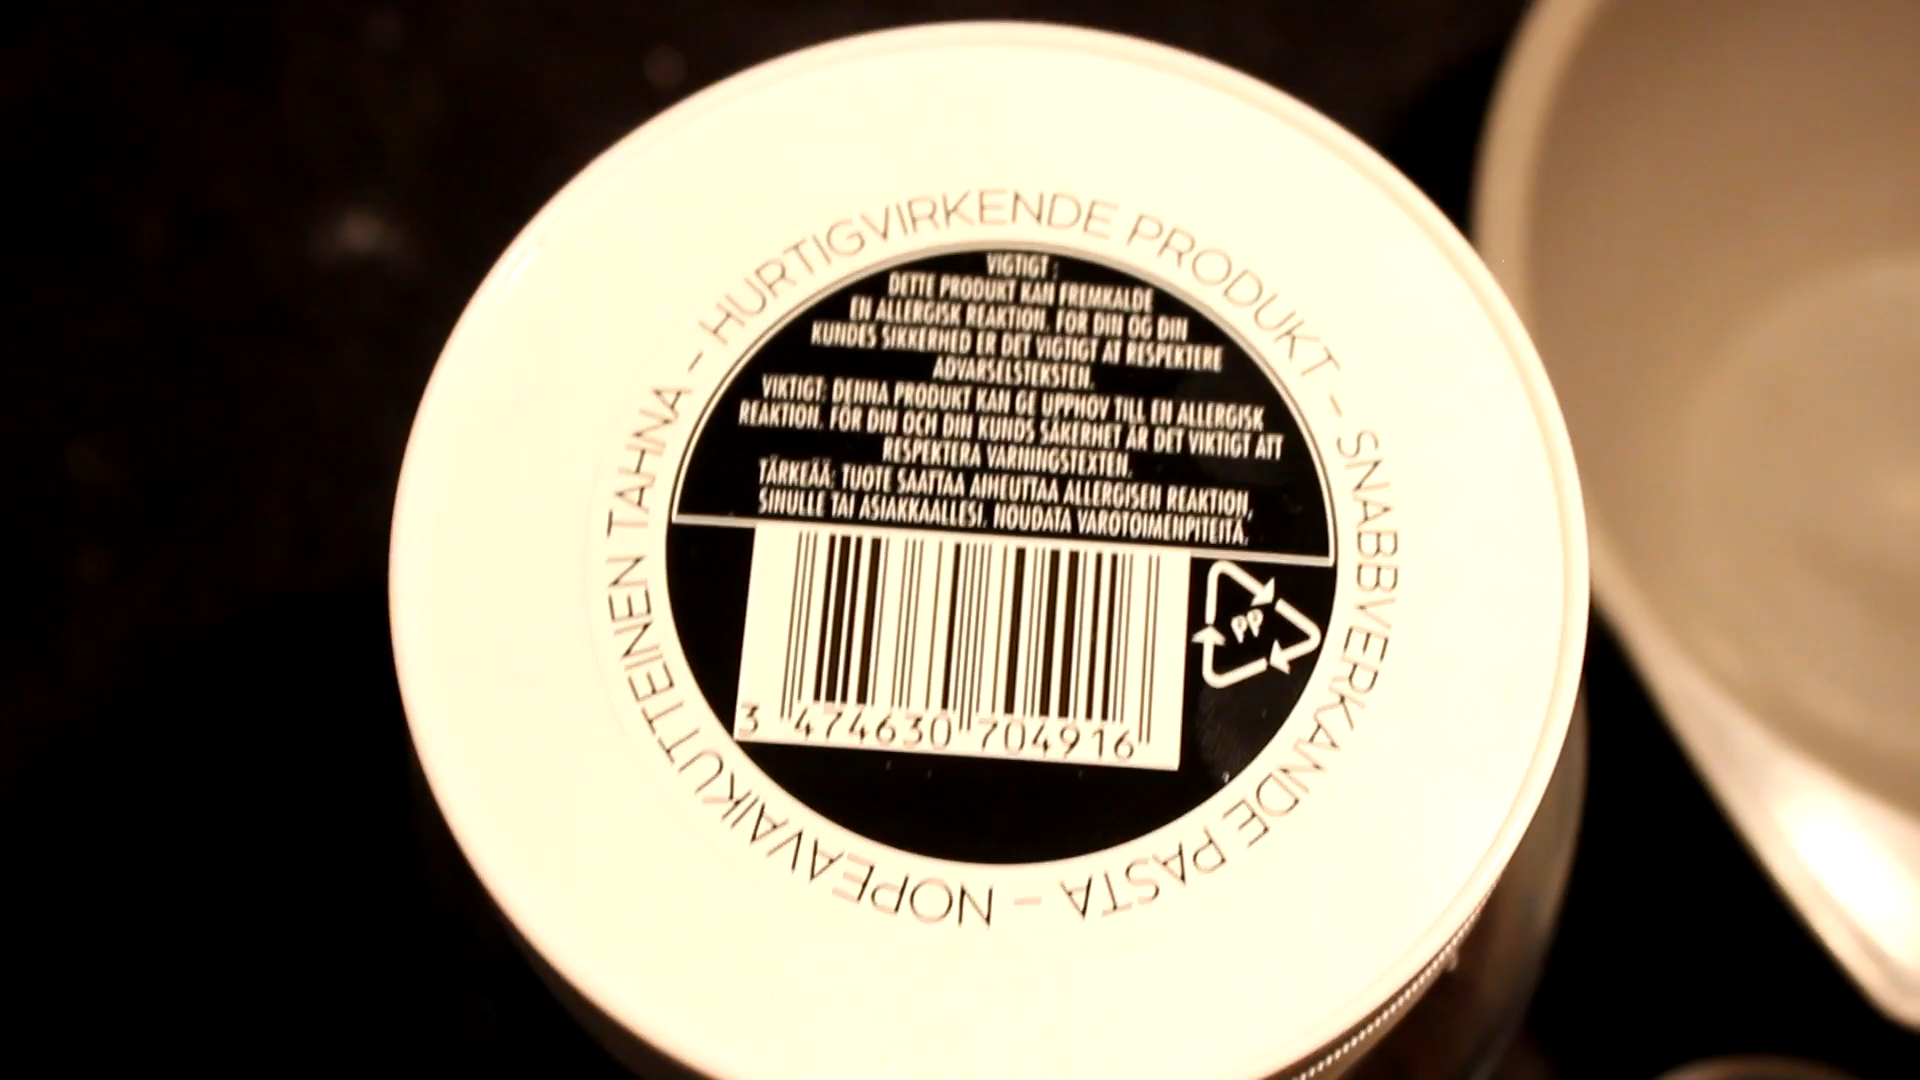 HURTIGVIRKENDE PRODUKT – SNABBVERKANDE PASTA – NOPEAVAIKUTTEINEN TAHNA –
VIGTIGT :
DETTE PRODUKT KAN FREMKALDE
EN ALLERGISK REAKTION. FOR DIN OG DIN
KUNDES SIKKERHED ER DET VIGTIGT AT RESPEKTERE
ADVARSELSTEKSTEN.
VIKTIGT: DENNA PRODUKT KAN GE UPPHOV TILL EN ALLERGISK
REAKTION. FÖR DIN OCH DIN KUNDS SÄKERHET ÄR DET VIKTIGT ATT
RESPEKTERA VARNINGSTEXTEN.
TÄRKEÄÄ: TUOTE SAATTAA AIHEUTTAA ALLERGISEN REAKTION,
SINULLE TAI ASIAKKAALLESI. NOUDATA VAROTOIMENPITEITÄ.
PP
3 474630 704916